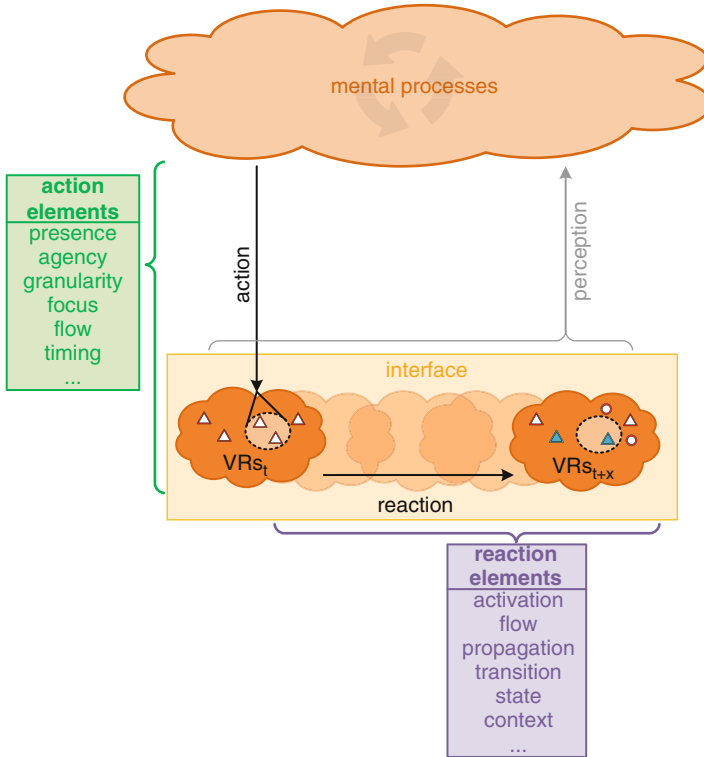 mental processes
action
elements
presence
agency
granularity
focus
flow
timing
...
action
perception
interface
VRsₜ
VRsₜ₊ₓ
reaction
reaction
elements
activation
flow
propagation
transition
state
context
...